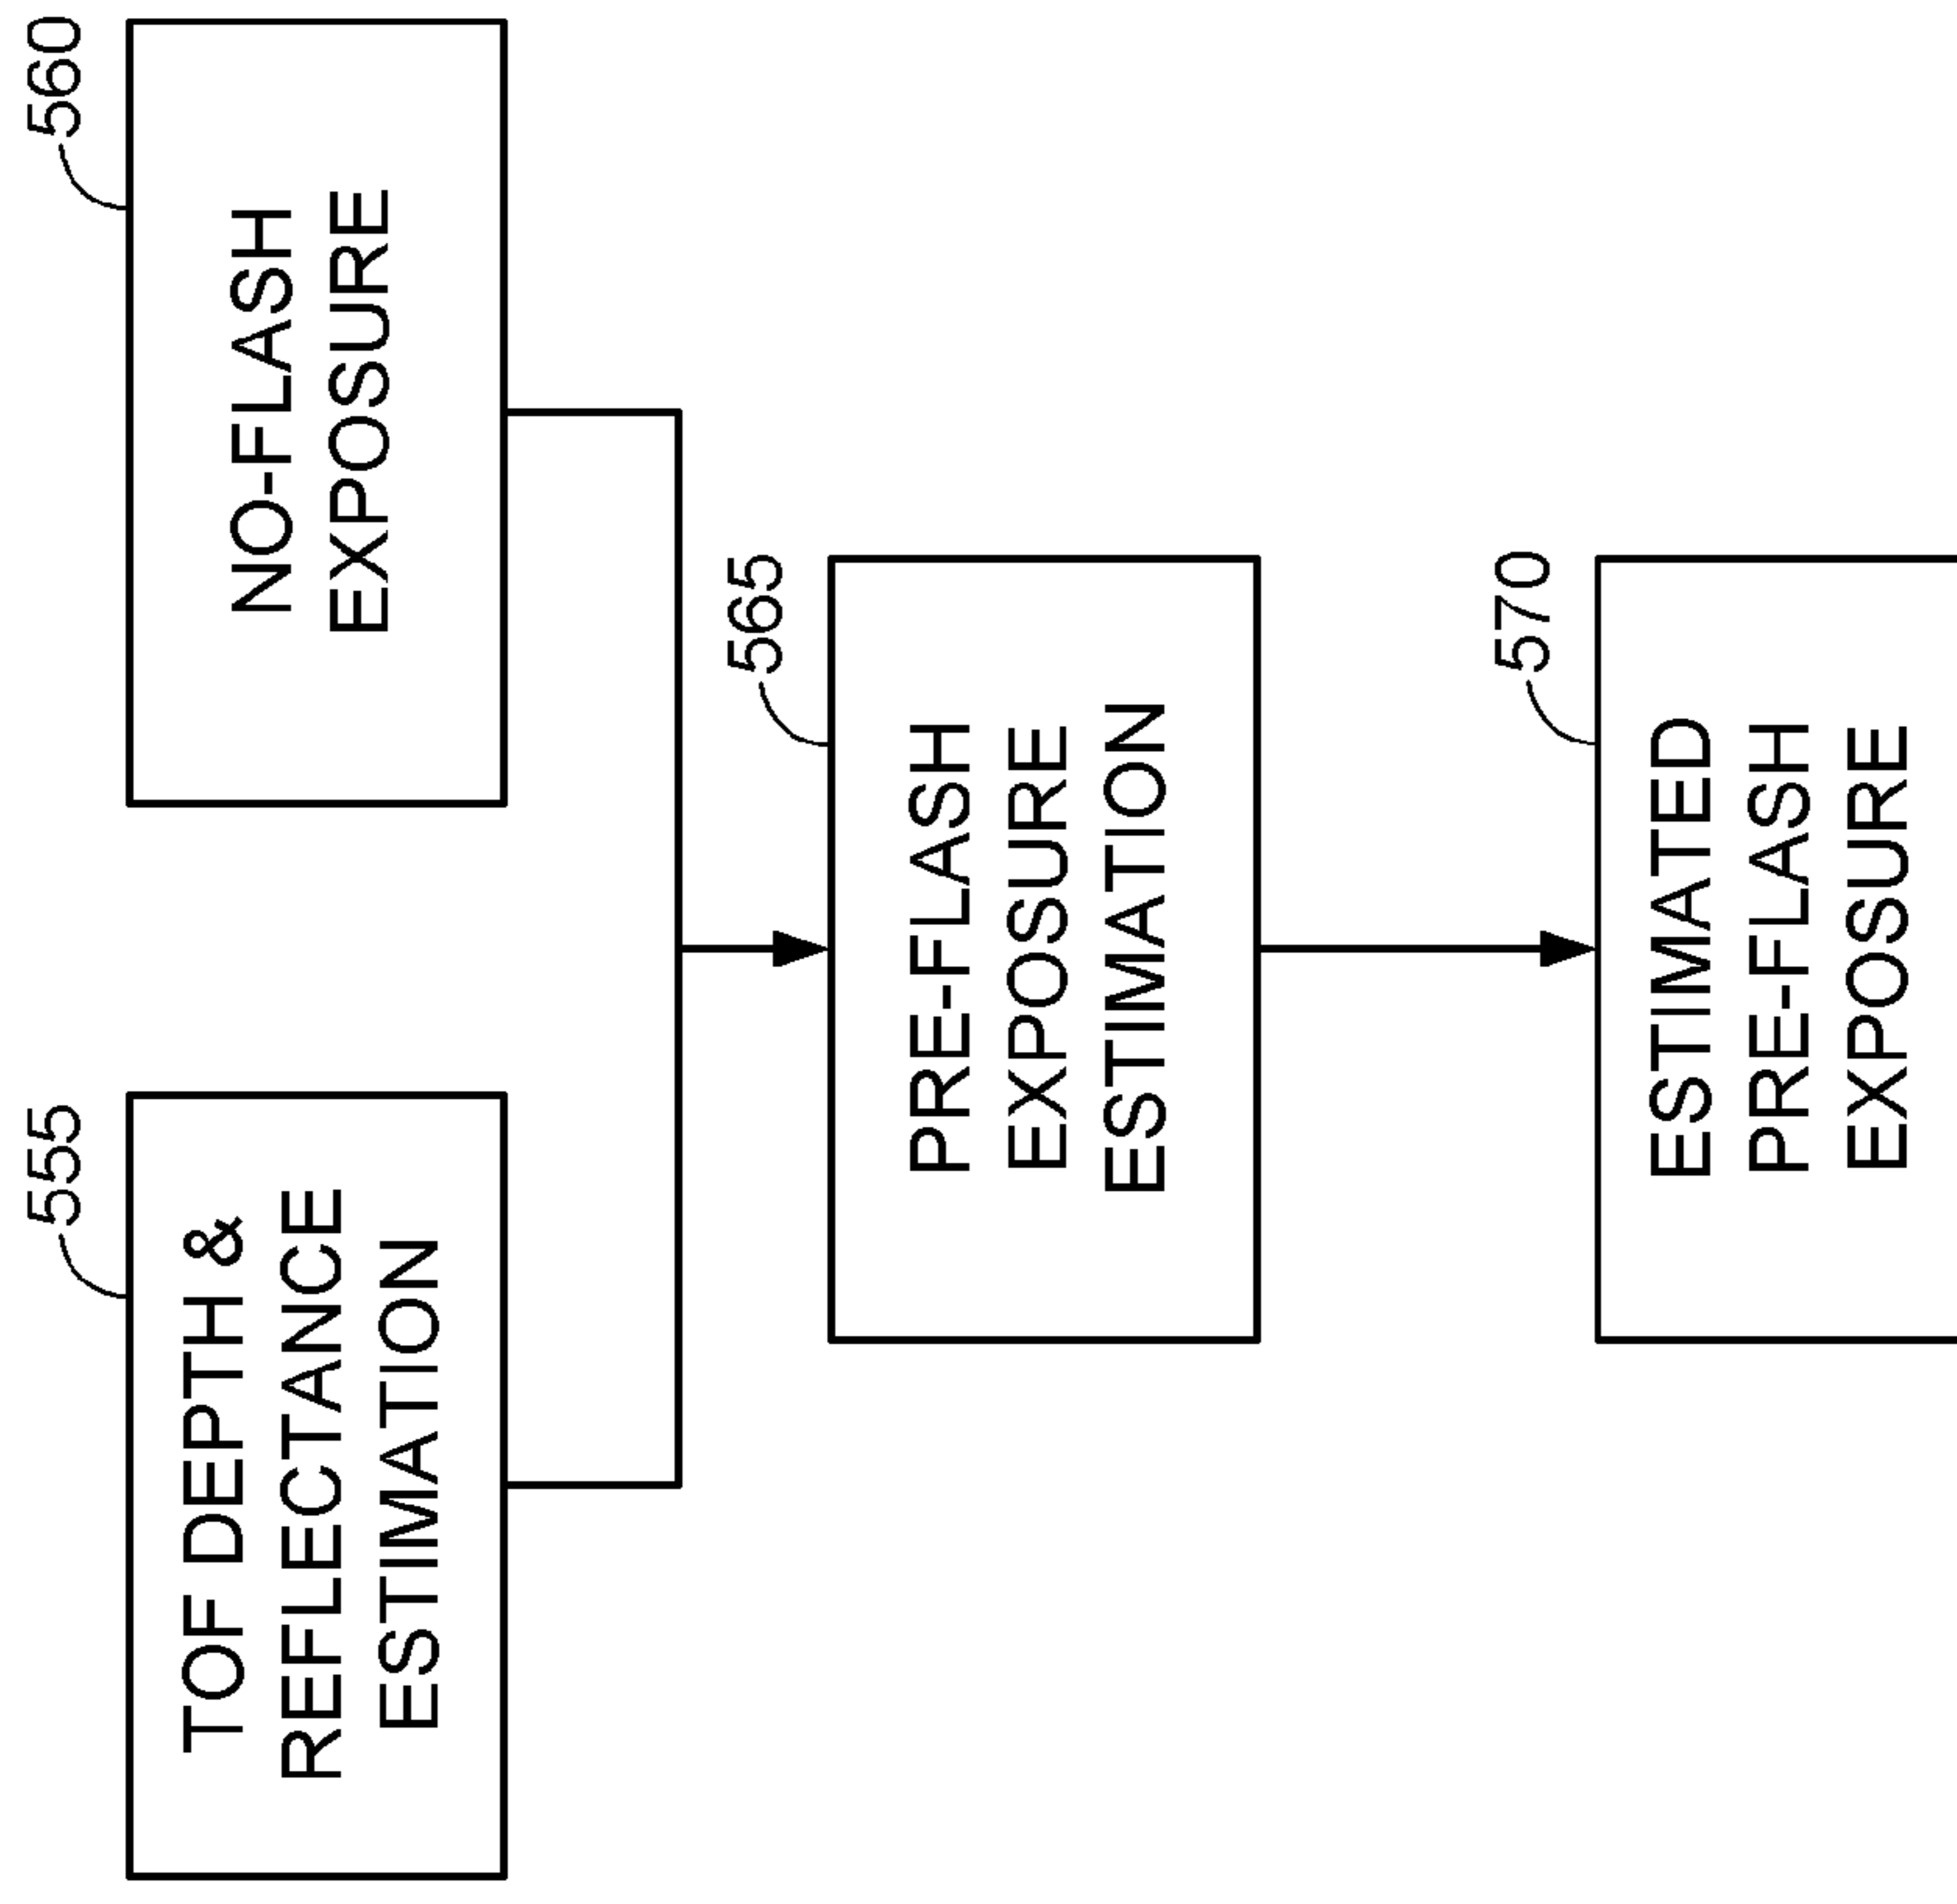 555
TOF DEPTH &
REFLECTANCE
ESTIMATION
560
NO-FLASH
EXPOSURE
565
PRE-FLASH
EXPOSURE
ESTIMATION
570
ESTIMATED
PRE-FLASH
EXPOSURE